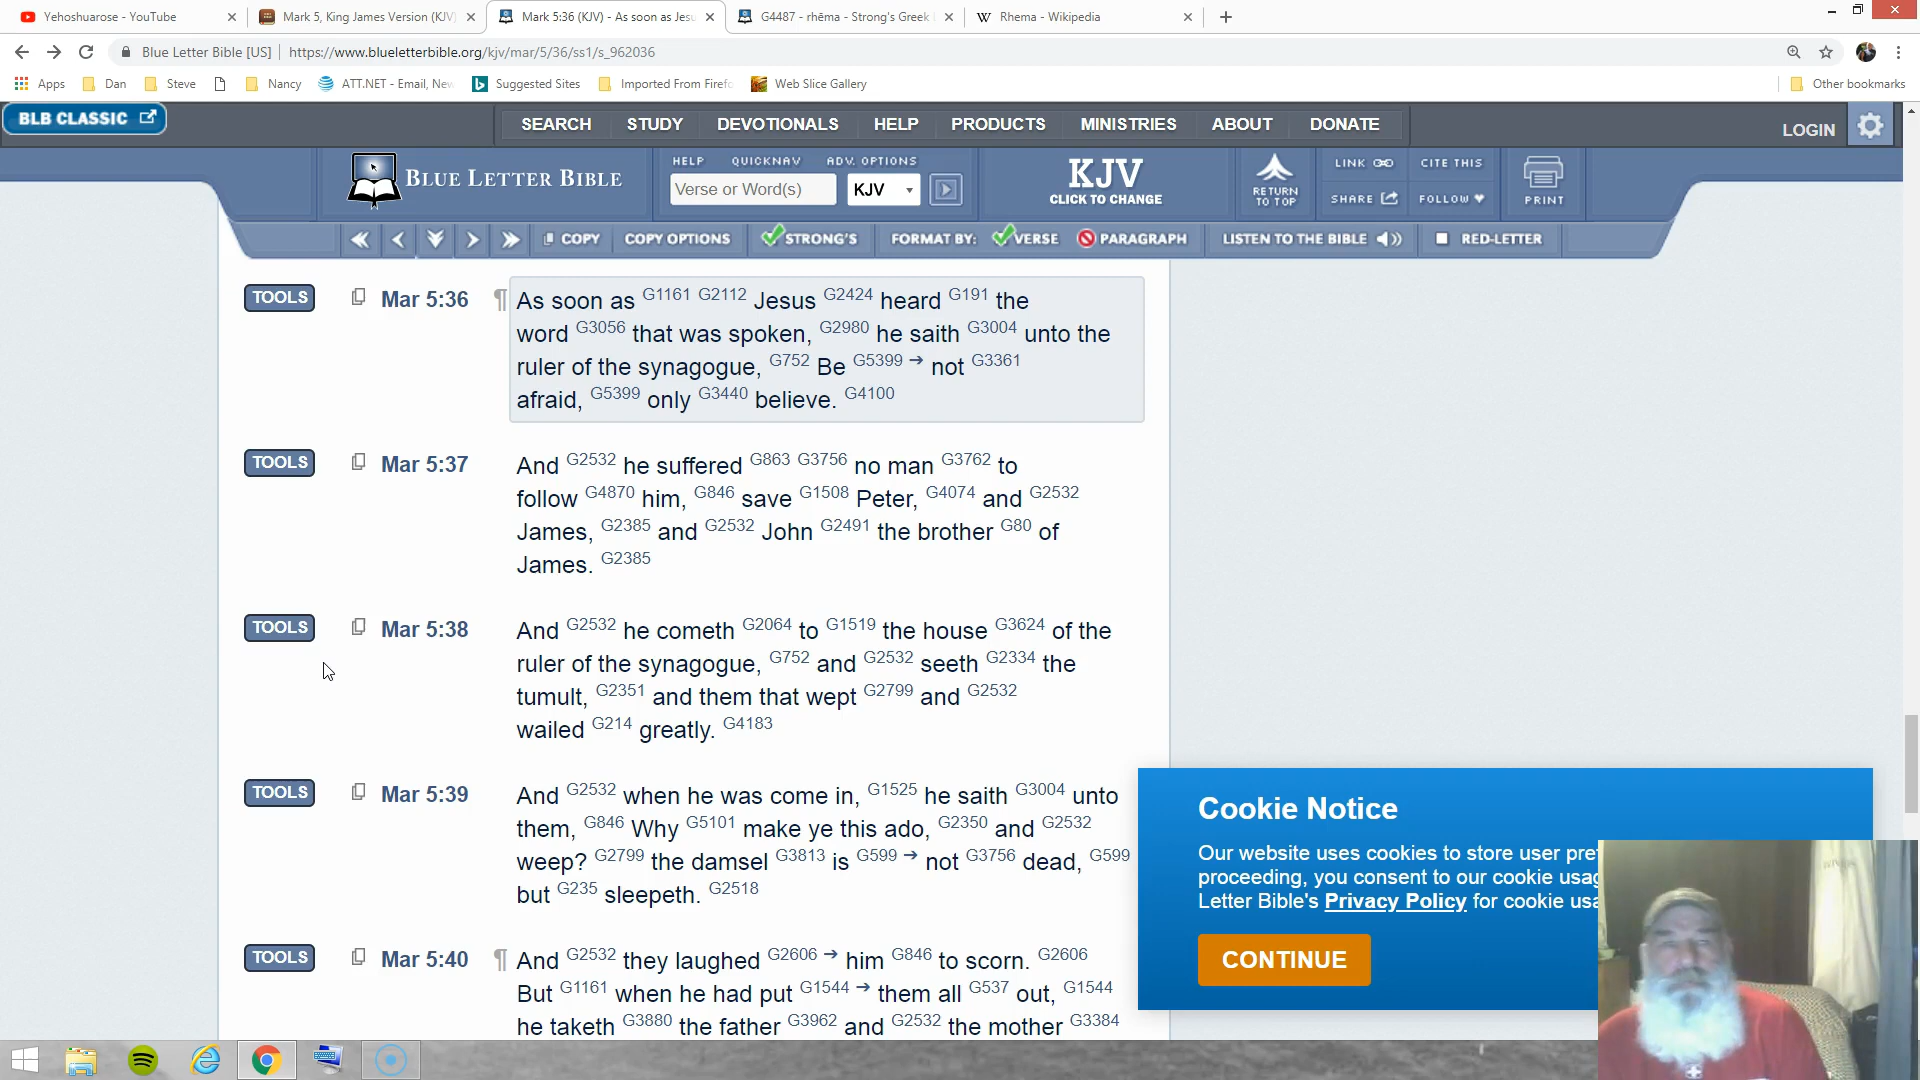 Yehoshuarose - YouTube
Mark 5, King James Version (KJV)
Mark 5:36 (KJV) - As soon as Jesu
G4487 - rhēma - Strong's Greek L
Rhema - Wikipedia
Blue Letter Bible [US] | https://www.blueletterbible.org/kjv/mar/5/36/ss1/s_962036
Apps Dan Steve Nancy ATT.NET - Email, New Suggested Sites Imported From Firefo Web Slice Gallery Other bookmarks
BLB CLASSIC
SEARCH STUDY DEVOTIONALS HELP PRODUCTS MINISTRIES ABOUT DONATE
LOGIN
BLUE LETTER BIBLE
HELP QUICKNAV ADV. OPTIONS
Verse or Word(s) KJV
KJV
CLICK TO CHANGE
RETURN
TO TOP
LINK CITE THIS
SHARE FOLLOW
PRINT
COPY COPY OPTIONS STRONG'S FORMAT BY: VERSE PARAGRAPH LISTEN TO THE BIBLE RED-LETTER
TOOLS Mar 5:36 ¶ As soon as G1161 G2112 Jesus G2424 heard G191 the
word G3056 that was spoken, G2980 he saith G3004 unto the
ruler of the synagogue, G752 Be G5399 → not G3361
afraid, G5399 only G3440 believe. G4100
TOOLS Mar 5:37 And G2532 he suffered G863 G3756 no man G3762 to
follow G4870 him, G846 save G1508 Peter, G4074 and G2532
James, G2385 and G2532 John G2491 the brother G80 of
James. G2385
TOOLS Mar 5:38 And G2532 he cometh G2064 to G1519 the house G3624 of the
ruler of the synagogue, G752 and G2532 seeth G2334 the
tumult, G2351 and them that wept G2799 and G2532
wailed G214 greatly. G4183
TOOLS Mar 5:39 And G2532 when he was come in, G1525 he saith G3004 unto
them, G846 Why G5101 make ye this ado, G2350 and G2532
weep? G2799 the damsel G3813 is G599 → not G3756 dead, G599
but G235 sleepeth. G2518
TOOLS Mar 5:40 ¶ And G2532 they laughed G2606 → him G846 to scorn. G2606
But G1161 when he had put G1544 → them all G537 out, G1544
he taketh G3880 the father G3962 and G2532 the mother G3384
Cookie Notice
Our website uses cookies to store user pref
proceeding, you consent to our cookie usag
Letter Bible's Privacy Policy for cookie usa
CONTINUE